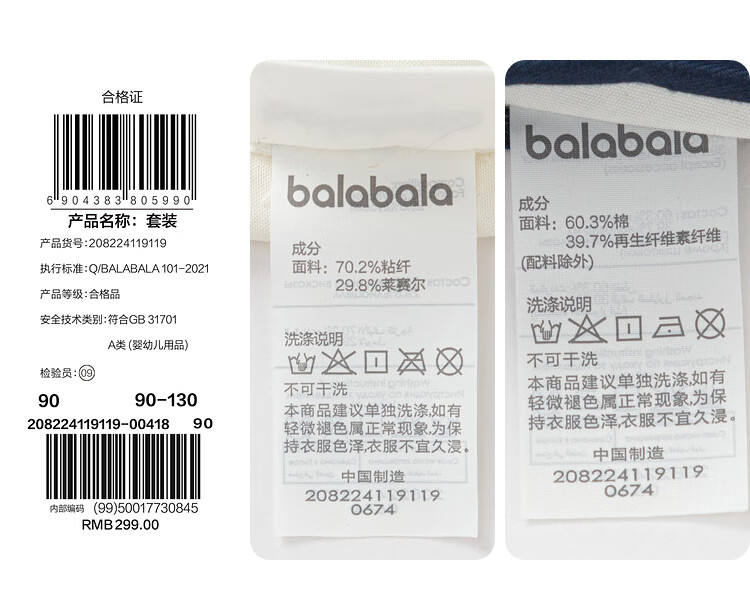 合格证
6 904383 805990
产品名称：套装
产品货号：208224119119
执行标准：Q/BALABALA 101-2021
产品等级：合格品
安全技术类别：符合GB 31701
A类 (婴幼儿用品)
检验员：09
90 90-130
208224119119-00418 90
内部编码 (99)50017730845
RMB299.00
balabala
成分
面料：70.2%粘纤
29.8%莱赛尔
洗涤说明
不可干洗
本商品建议单独洗涤,如有
轻微褪色属正常现象,为保
持衣服色泽,衣服不宜久浸。
中国制造
208224119119
0674
balabala
成分
面料：60.3%棉
39.7%再生纤维素纤维
(配料除外)
洗涤说明
不可干洗
本商品建议单独洗涤,如有
轻微褪色属正常现象,为保
持衣服色泽,衣服不宜久浸。
中国制造
208224119119
0674